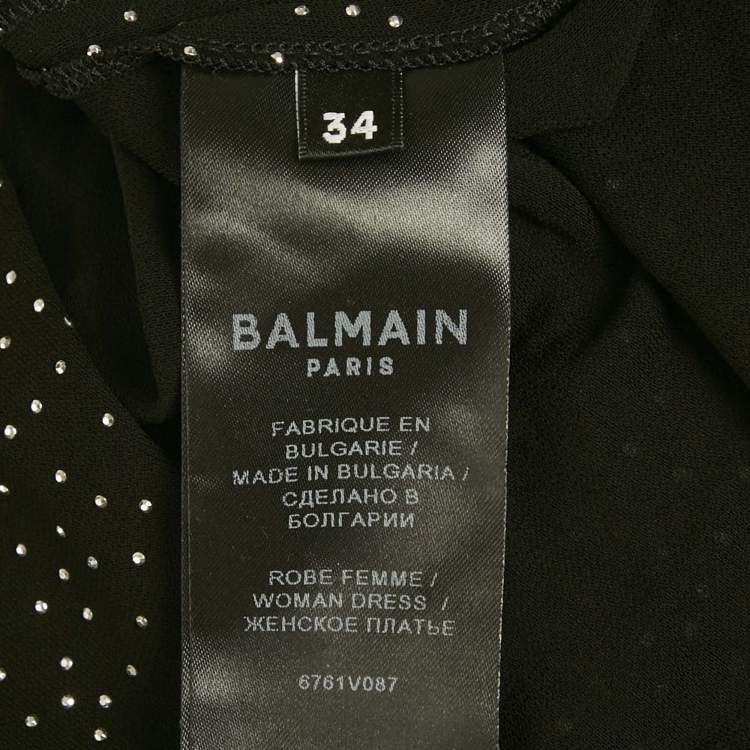 34
BALMAIN
PARIS
FABRIQUE EN
BULGARIE /
MADE IN BULGARIA /
СДЕЛАНО В
БОЛГАРИИ
ROBE FEMME /
WOMAN DRESS /
ЖЕНСКОЕ ПЛАТЬЕ
6761V087